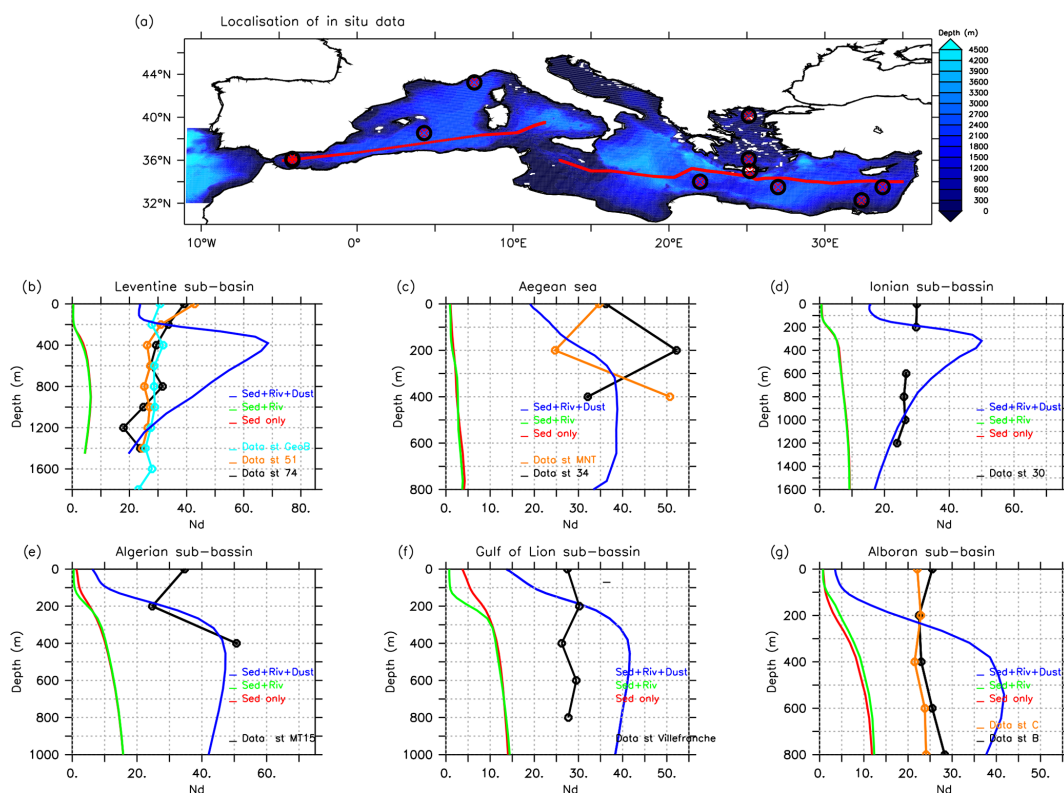 (a) Localisation of in situ data
Depth (m)
4500
4200
3900
3600
3300
3000
2700
2400
2100
1800
1500
1200
900
600
300
0
44°N
40°N
36°N
32°N
10°W 0° 10°E 20°E 30°E
(b) Leventine sub-basin
0
400
800
1200
1600
Depth (m)
Sed+Riv+Dust
Sed+Riv
Sed only
Data st GeoB
Data st 51
Data st 74
0. 20. 40. 60. 80.
Nd
(c) Aegean sea
0
200
400
600
800
Depth (m)
Sed+Riv+Dust
Sed+Riv
Sed only
Data st MNT
Data st 34
0. 10. 20. 30. 40. 50.
Nd
(d) Ionian sub-bassin
0
200
400
600
800
1000
1200
1400
1600
Depth (m)
Sed+Riv+Dust
Sed+Riv
Sed only
Data st 30
0. 10. 20. 30. 40. 50. 60. 70.
Nd
(e) Algerian sub-bassin
0
200
400
600
800
1000
Depth (m)
Sed+Riv+Dust
Sed+Riv
Sed only
Data st MT15
0. 20. 40. 60.
Nd
(f) Gulf of Lion sub-bassin
0
200
400
600
800
1000
Depth (m)
Sed+Riv+Dust
Sed+Riv
Sed only
Data st Villefranche
0. 10. 20. 30. 40. 50.
Nd
(g) Alboran sub-basin
0
200
400
600
800
Depth (m)
Sed+Riv+Dust
Sed+Riv
Sed only
Data st C
Data st B
0. 10. 20. 30. 40. 50.
Nd